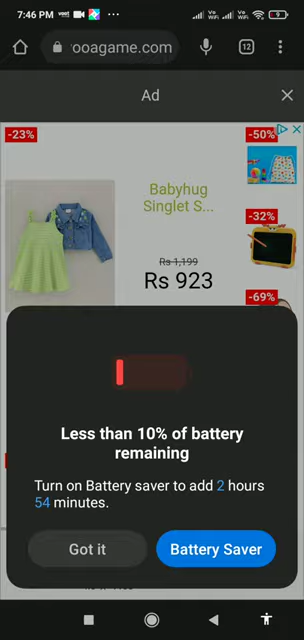 7:46 PM voot ...
9
ooagame.com
12
Ad
-23%
-50%
Babyhug
Singlet S...
-32%
Rs 1,199
Rs 923
-69%
Less than 10% of battery
remaining
Turn on Battery saver to add 2 hours
54 minutes.
Got it
Battery Saver